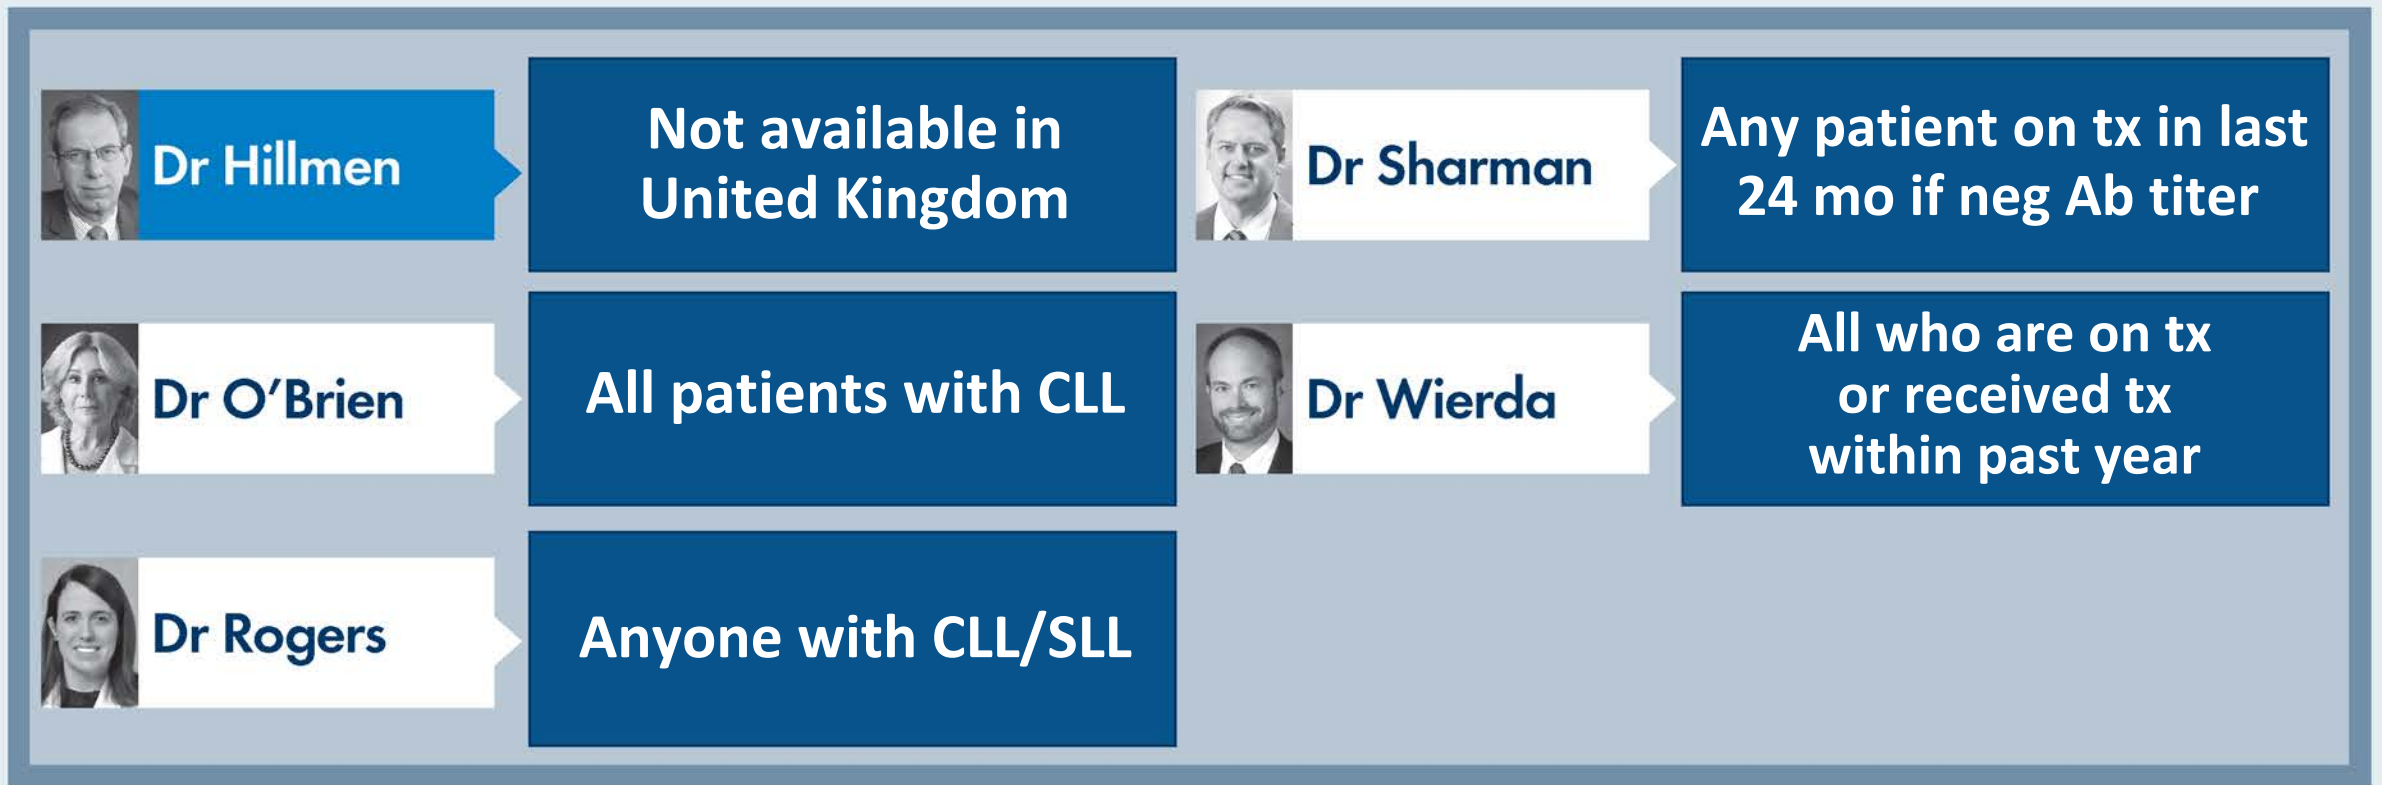 Dr Hillmen
Not available in
United Kingdom
Dr Sharman
Any patient on tx in last
24 mo if neg Ab titer
Dr O’Brien
All patients with CLL
Dr Wierda
All who are on tx
or received tx
within past year
Dr Rogers
Anyone with CLL/SLL